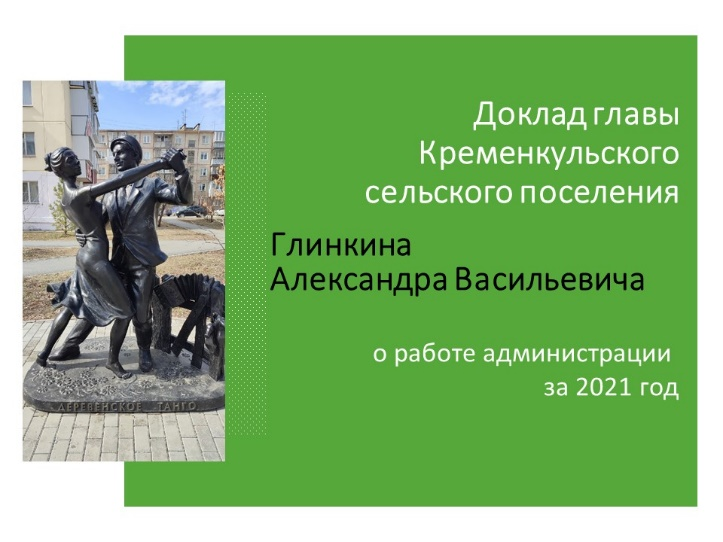 Доклад главы
Кременкульского
сельского поселения
Глинкина
Александра Васильевича
о работе администрации
за 2021 год
ДЕРЕВЕНСКОЕ ТАНГО